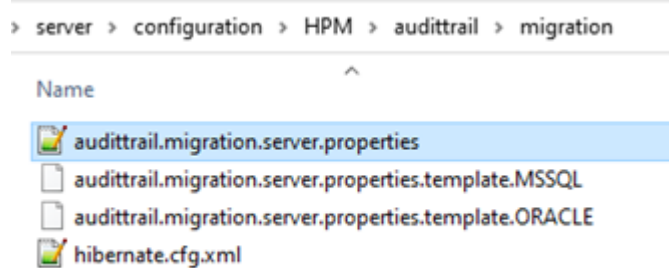 > server > configuration > HPM > audittrail > migration
Name
audittrail.migration.server.properties
audittrail.migration.server.properties.template.MSSQL
audittrail.migration.server.properties.template.ORACLE
hibernate.cfg.xml